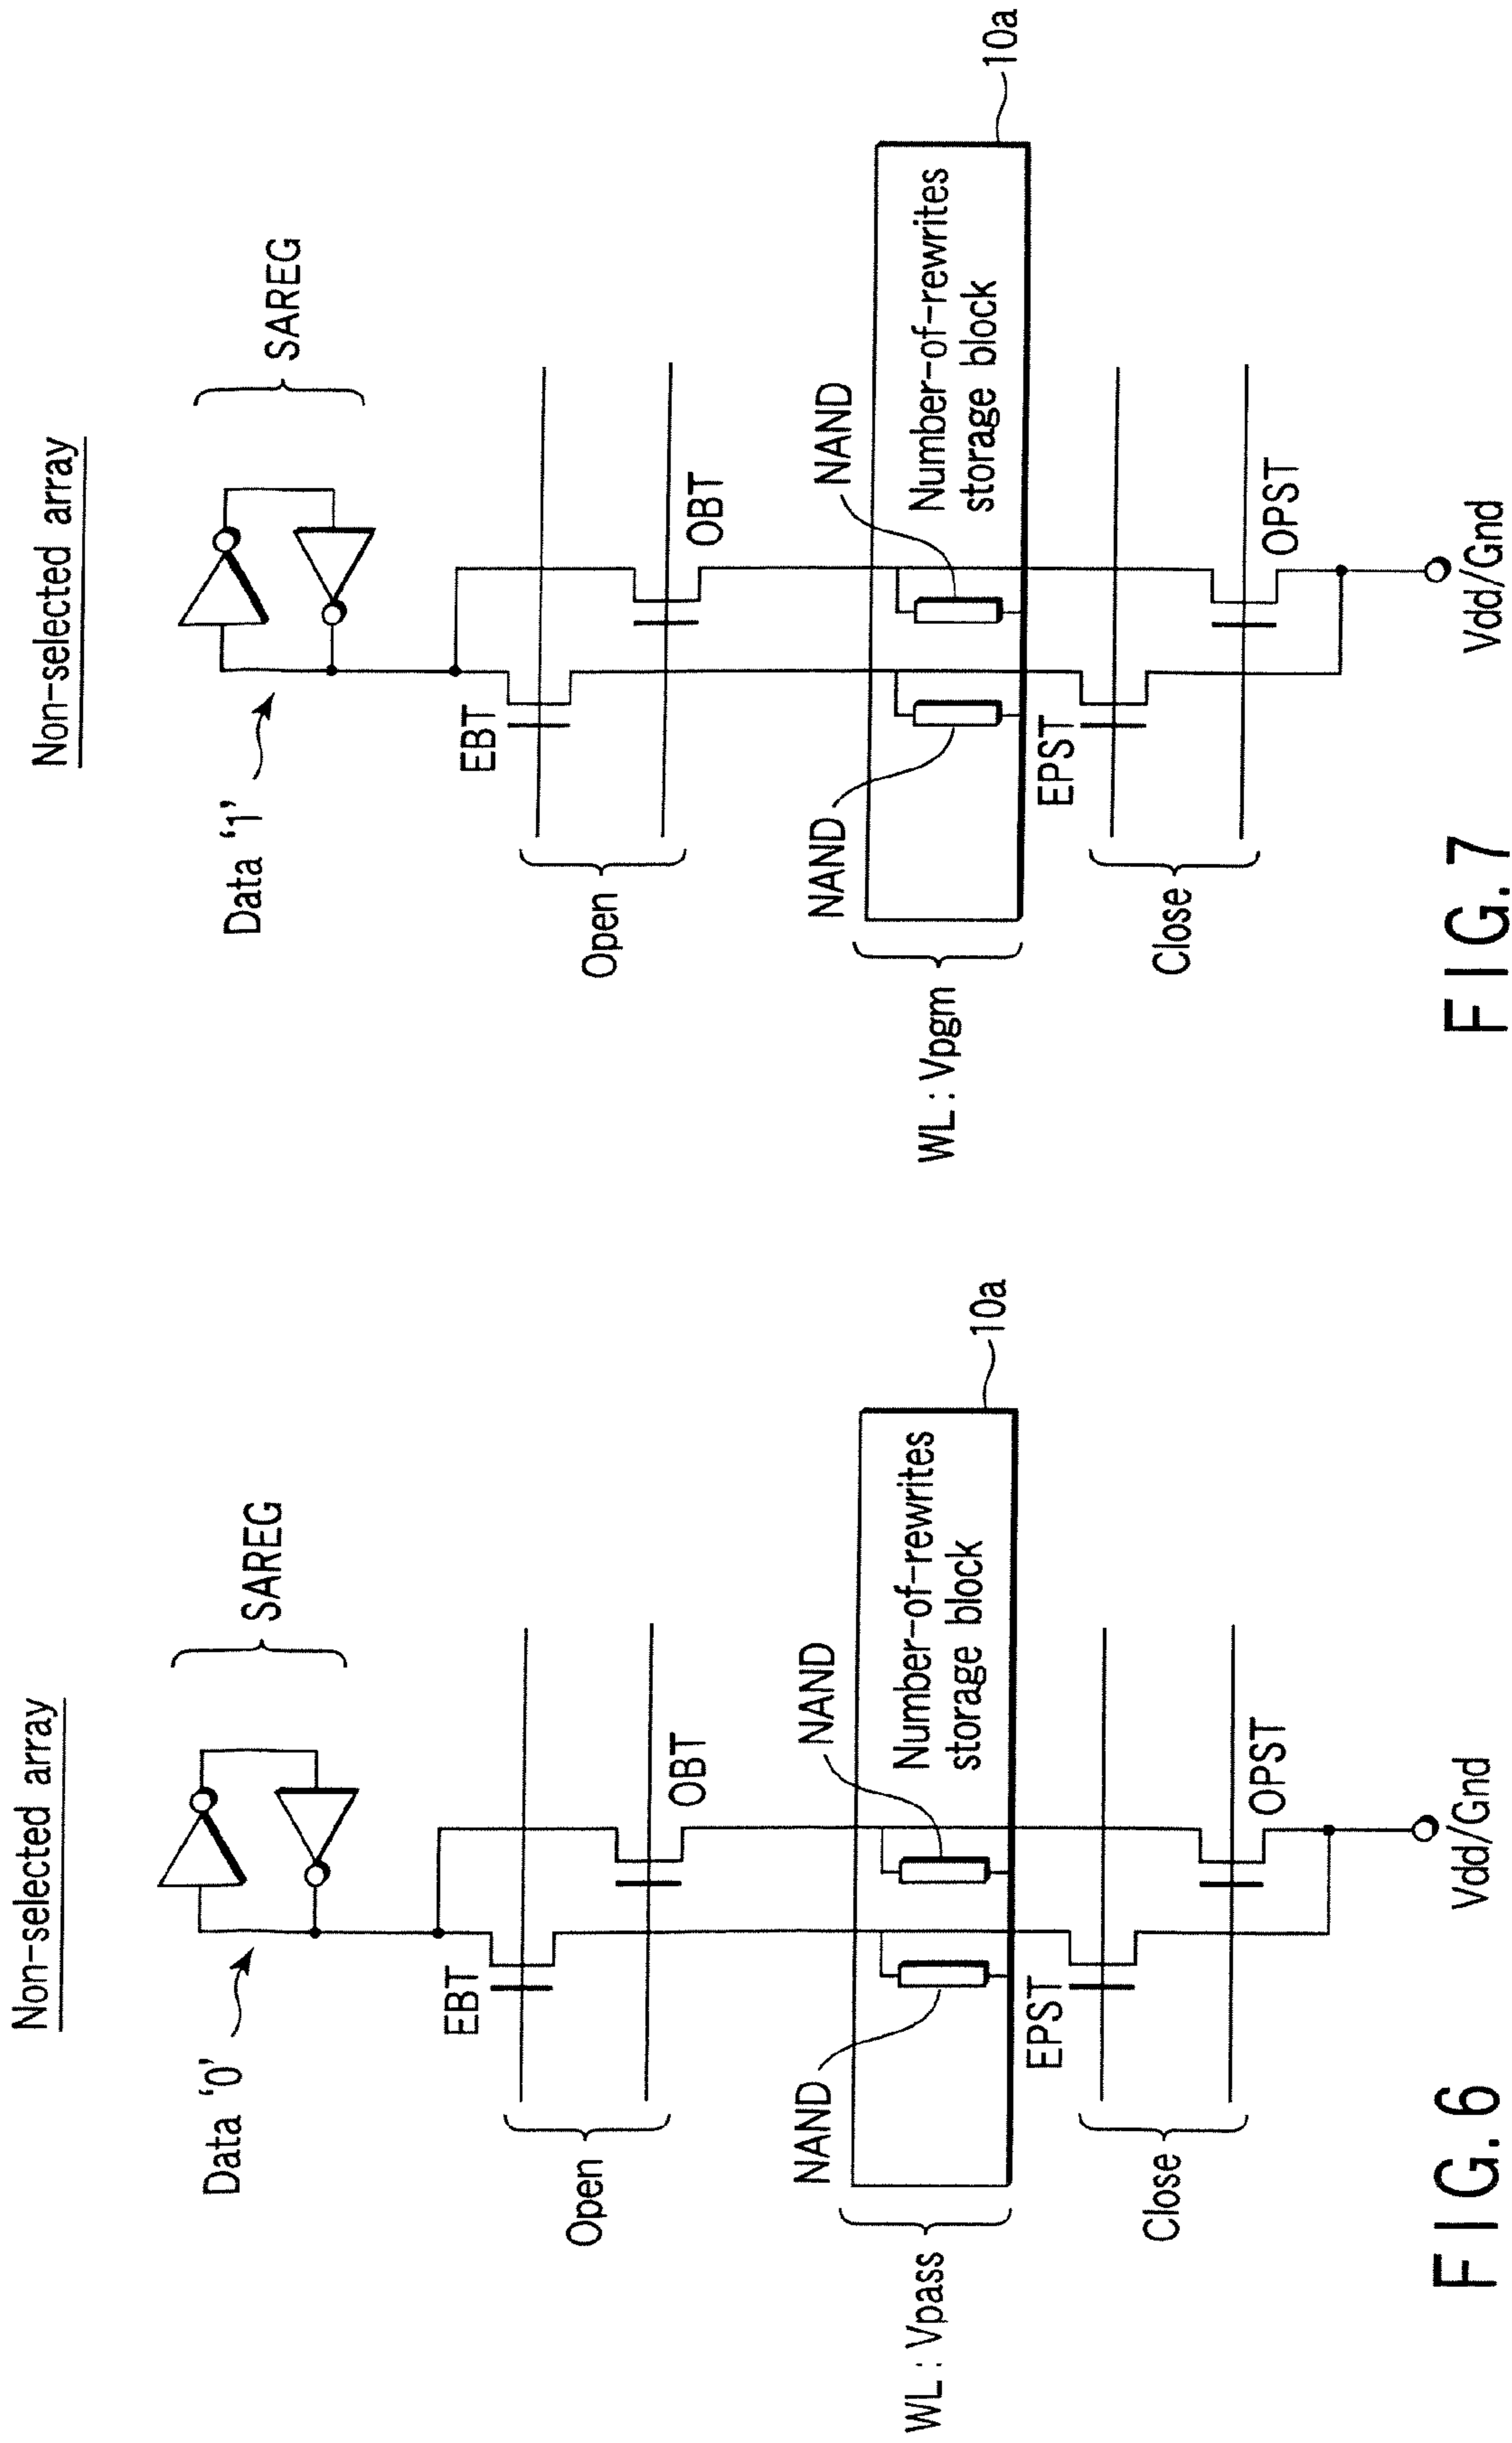 Non-selected array
SAREG
Data ‘0’
EBT
OBT
Open
NAND
NAND
Number-of-rewrites
storage block
10a
WL : Vpass
EPST
OPST
Close
Vdd/Gnd
FIG. 6
Non-selected array
SAREG
Data ‘1’
EBT
OBT
Open
NAND
NAND
Number-of-rewrites
storage block
10a
WL : Vpgm
EPST
OPST
Close
Vdd/Gnd
FIG. 7